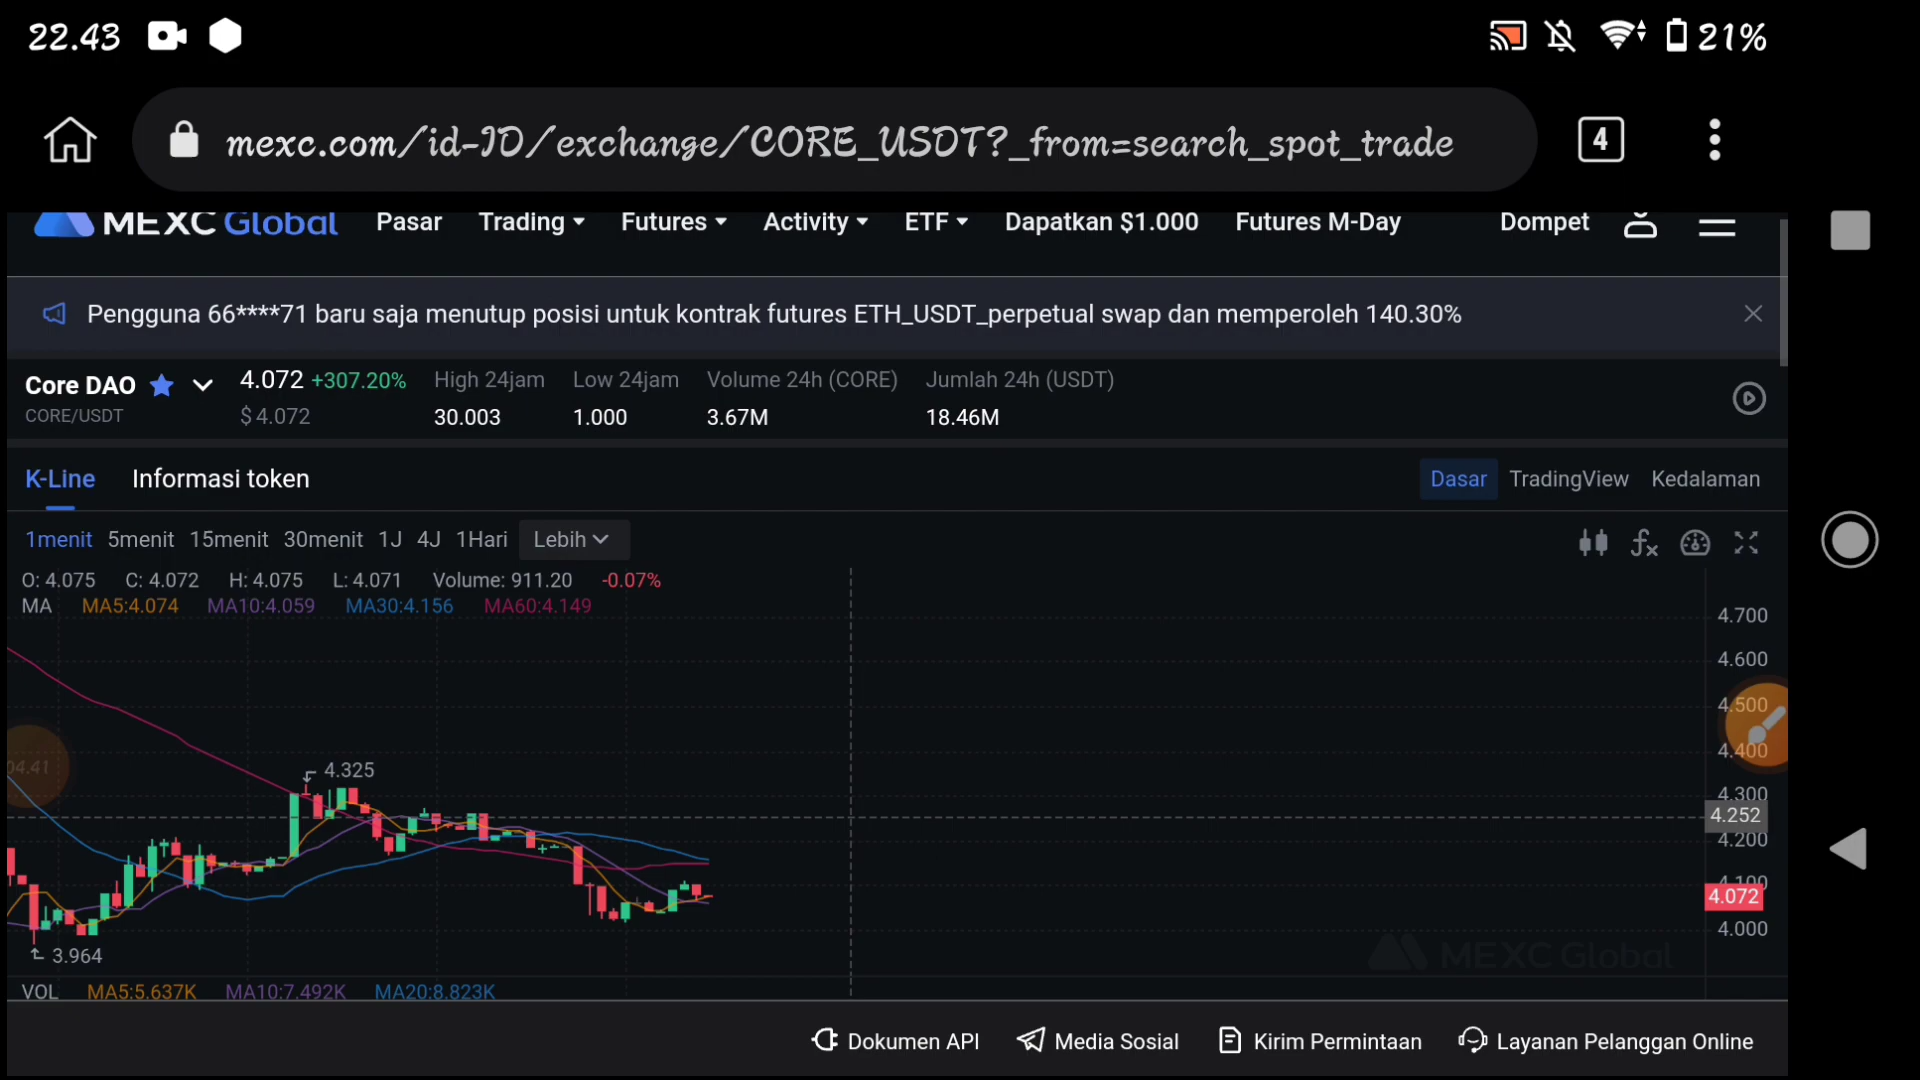 22.43
21%
mexc.com/id-ID/exchange/CORE_USDT?_from=search_spot_trade
4
MEXC Global Pasar Trading Futures Activity ETF Dapatkan $1.000 Futures M-Day Dompet
Pengguna 66****71 baru saja menutup posisi untuk kontrak futures ETH_USDT_perpetual swap dan memperoleh 140.30%
Core DAO 4.072 +307.20% High 24jam Low 24jam Volume 24h (CORE) Jumlah 24h (USDT)
CORE/USDT $4.072 30.003 1.000 3.67M 18.46M
K-Line Informasi token Dasar TradingView Kedalaman
1menit 5menit 15menit 30menit 1J 4J 1Hari Lebih
O: 4.075 C: 4.072 H: 4.075 L: 4.071 Volume: 911.20 -0.07%
MA MA5:4.074 MA10:4.059 MA30:4.156 MA60:4.149
4.700
4.600
4.500
4.400
04.41
4.325
4.300
4.252
4.200
4.100
4.072
4.000
3.964
MEXC Global
VOL MA5:5.637K MA10:7.492K MA20:8.823K
Dokumen API Media Sosial Kirim Permintaan Layanan Pelanggan Online